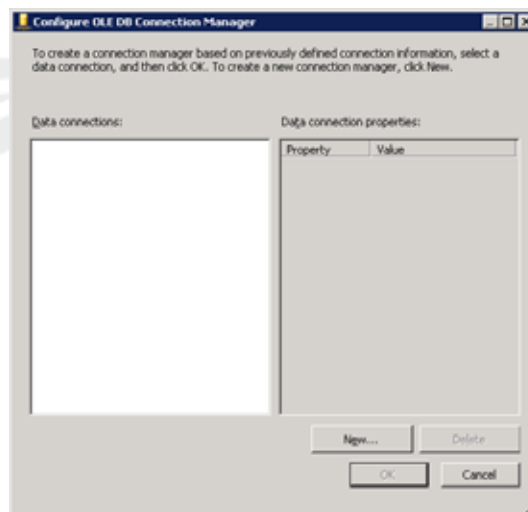 Configure OLE DB Connection Manager
To create a connection manager based on previously defined connection information, select a
data connection, and then click OK. To create a new connection manager, click New.
Data connections:
Data connection properties:
Property Value
New... Delete
OK Cancel